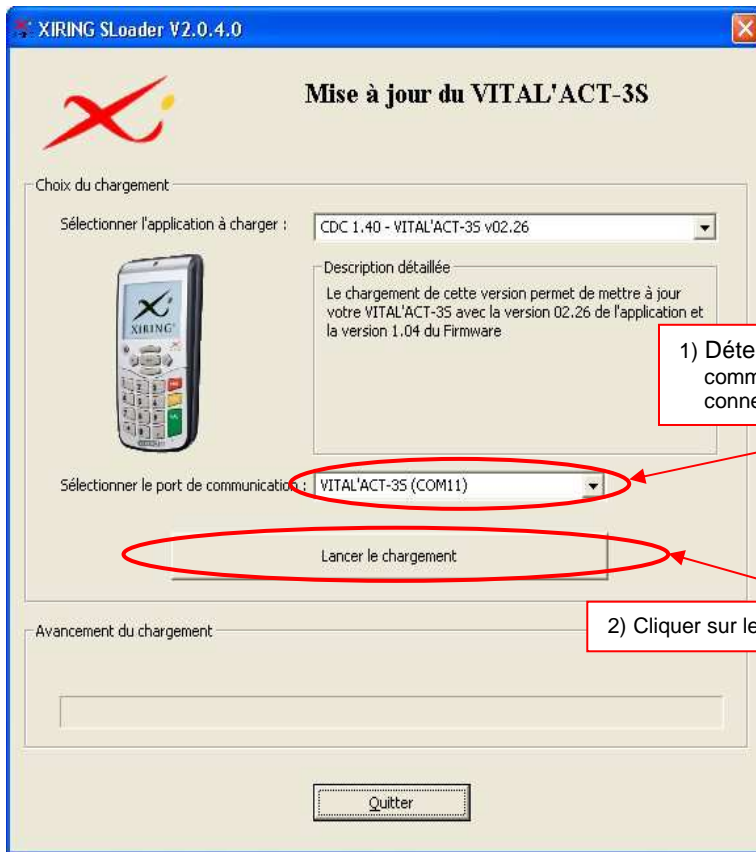 XIRING SLoader V2.0.4.0
Mise à jour du VITAL'ACT-3S
Choix du chargement
Sélectionner l'application à charger :
CDC 1.40 - VITAL'ACT-3S v02.26
Description détaillée
Le chargement de cette version permet de mettre à jour
votre VITAL'ACT-3S avec la version 02.26 de l'application et
la version 1.04 du Firmware
XIRING
1) Déte
comm
conne
Sélectionner le port de communication :
VITAL'ACT-3S (COM11)
Lancer le chargement
2) Cliquer sur le
Avancement du chargement
Quitter